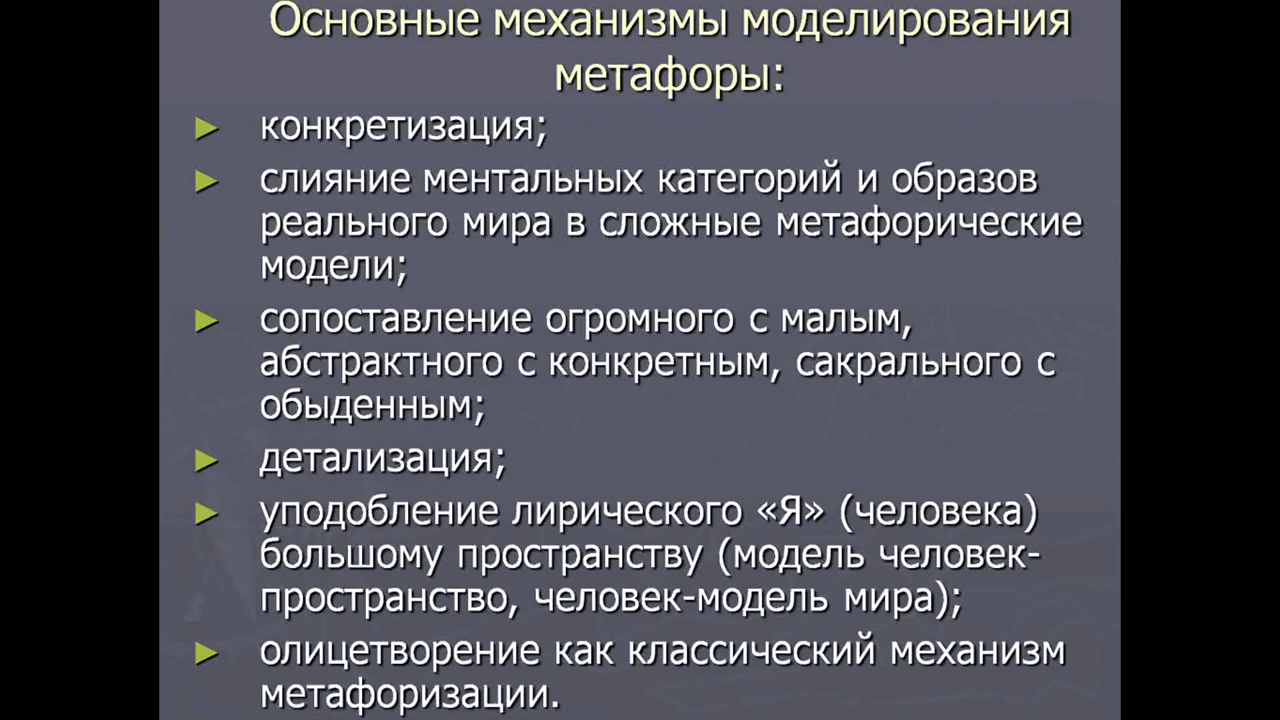 Основные механизмы моделирования
метафоры:
► конкретизация;
► слияние ментальных категорий и образов
реального мира в сложные метафорические
модели;
► сопоставление огромного с малым,
абстрактного с конкретным, сакрального с
обыденным;
► детализация;
► уподобление лирического «Я» (человека)
большому пространству (модель человек-
пространство, человек-модель мира);
► олицетворение как классический механизм
метафоризации.